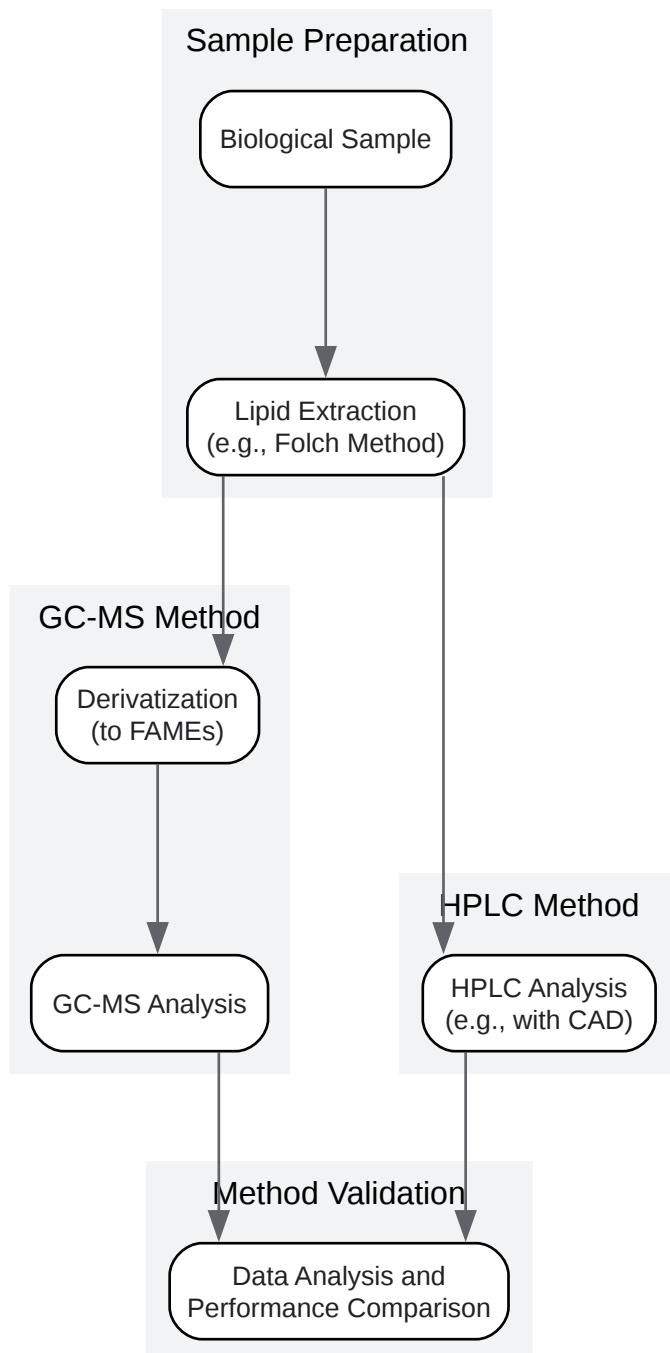 Sample Preparation
Biological Sample
Lipid Extraction
(e.g., Folch Method)
GC-MS Method
Derivatization
(to FAMEs)
HPLC Method
GC-MS Analysis
HPLC Analysis
(e.g., with CAD)
Method Validation
Data Analysis and
Performance Comparison